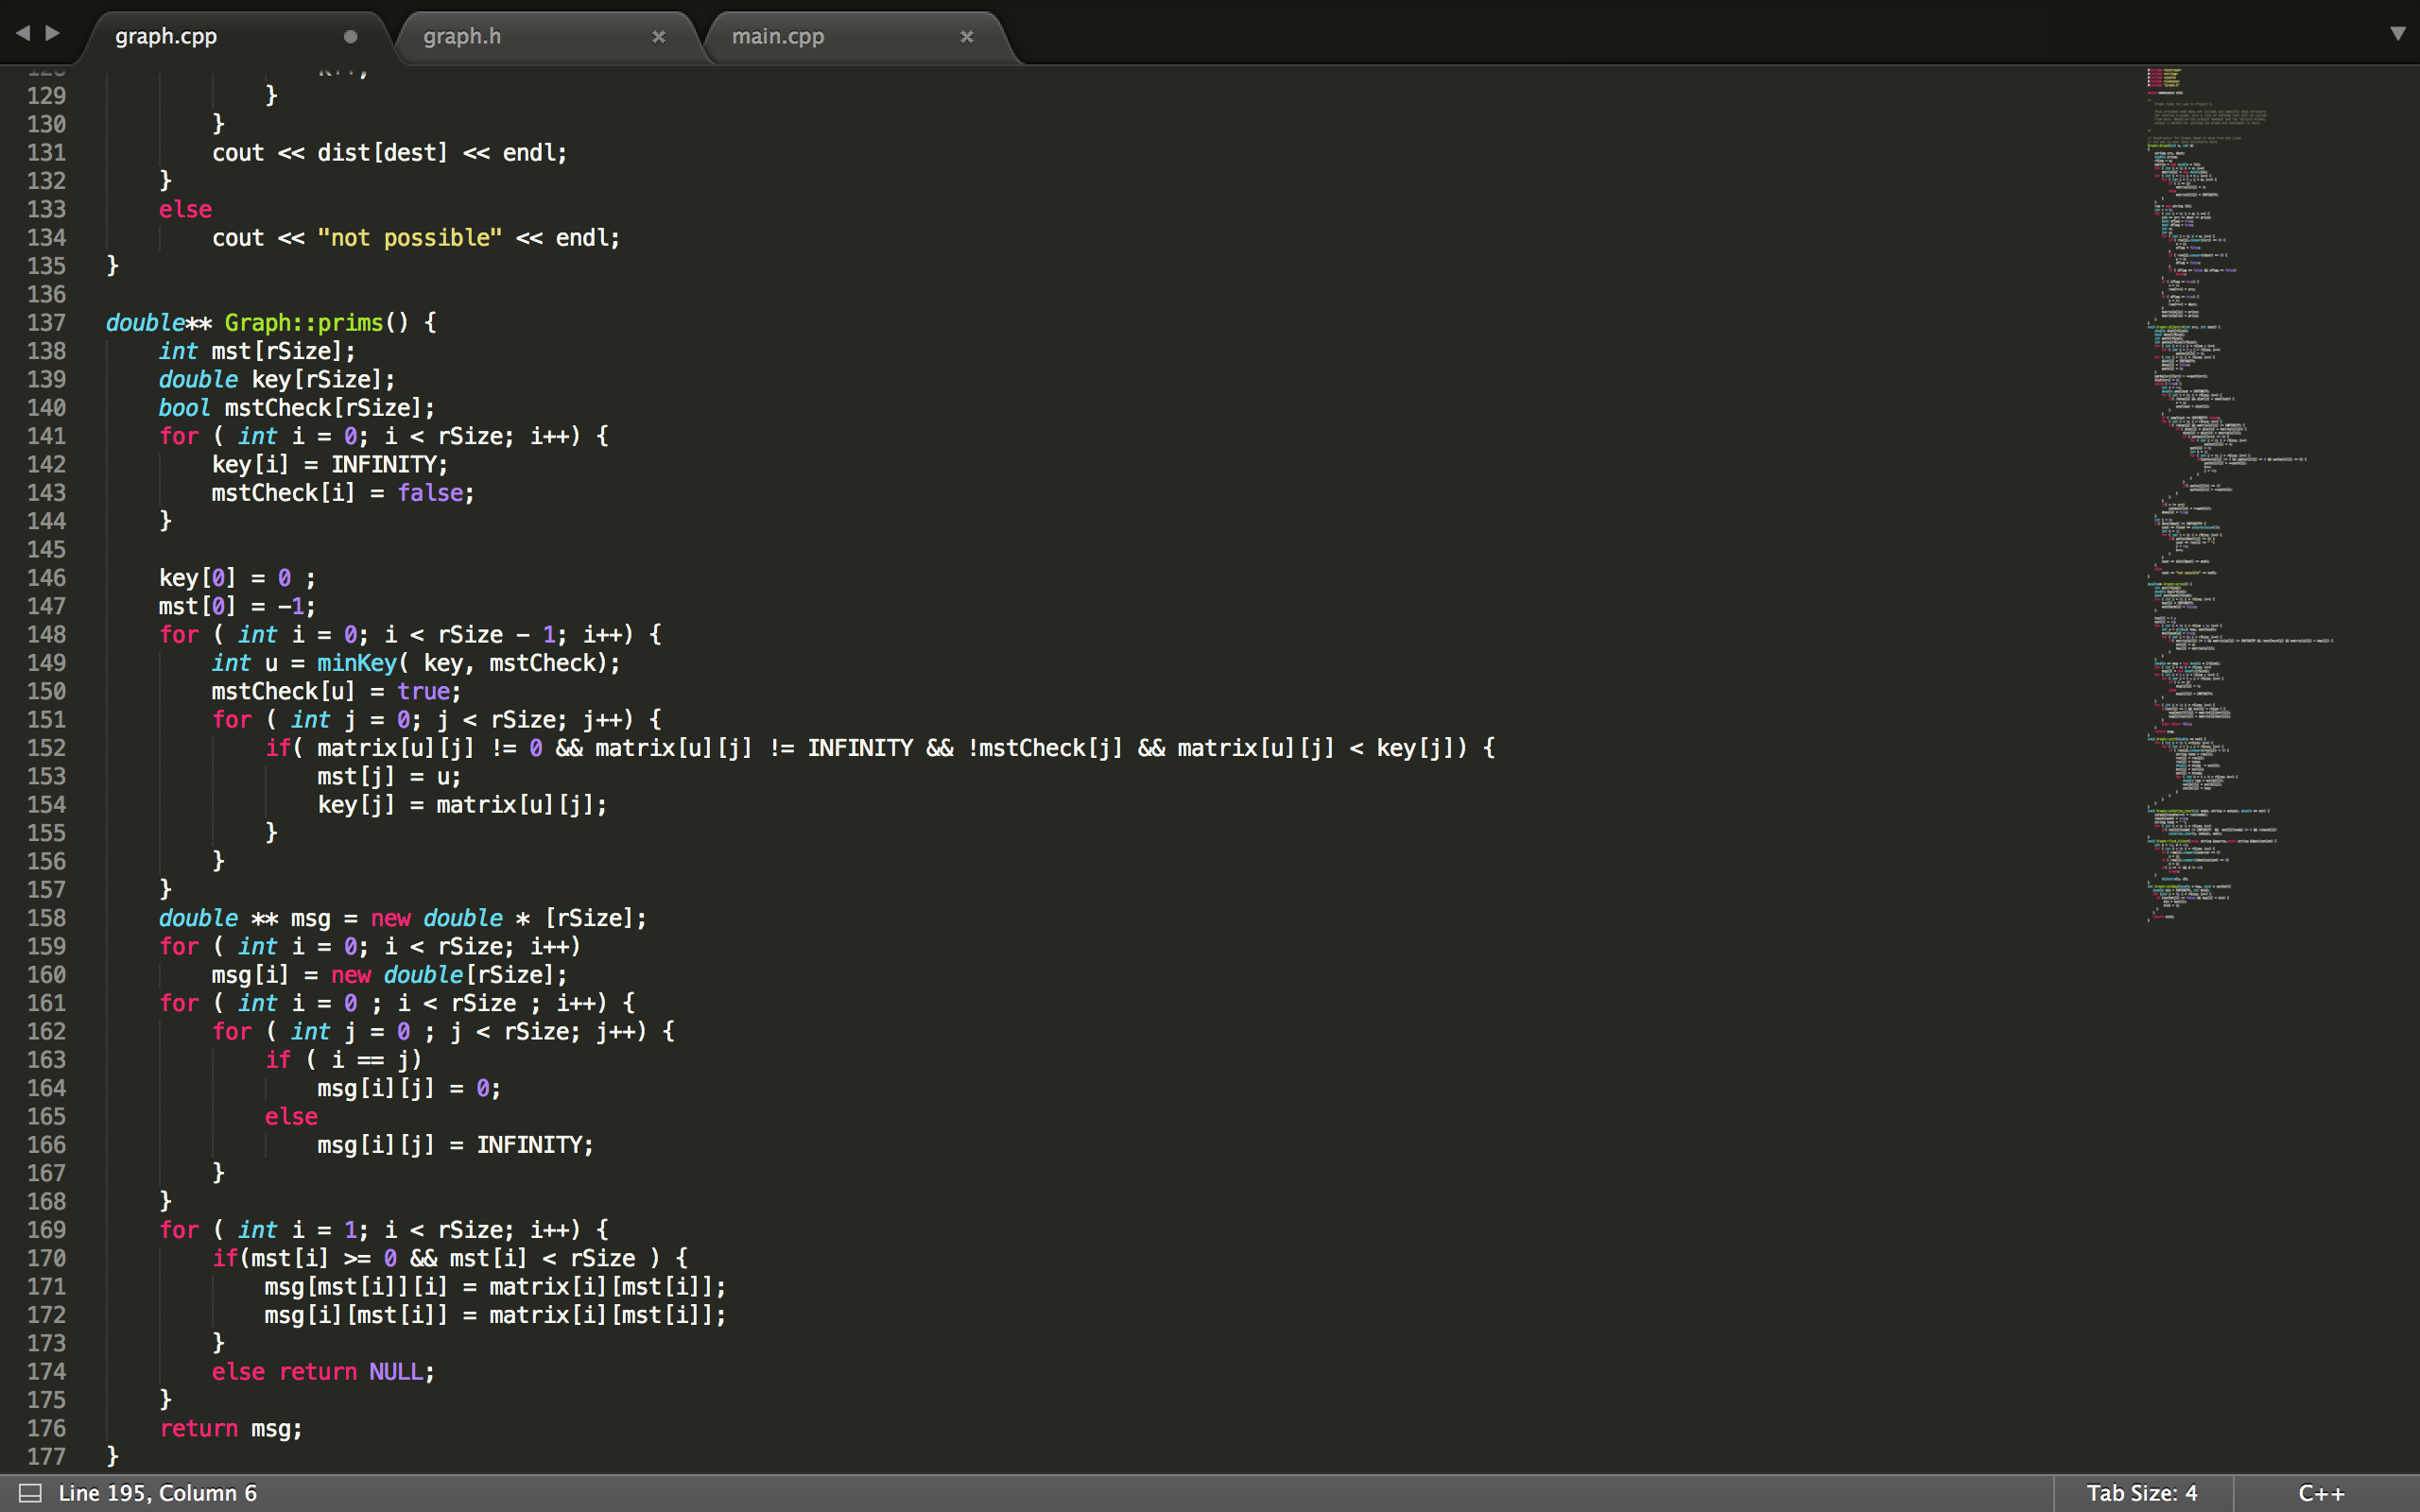 graph.cpp
graph.h
main.cpp
129 }
130 }
131 cout << dist[dest] << endl;
132 }
133 else
134 cout << "not possible" << endl;
135 }
136
137 double** Graph::prims() {
138 int mst[rSize];
139 double key[rSize];
140 bool mstCheck[rSize];
141 for ( int i = 0; i < rSize; i++) {
142 key[i] = INFINITY;
143 mstCheck[i] = false;
144 }
145
146 key[0] = 0 ;
147 mst[0] = -1;
148 for ( int i = 0; i < rSize - 1; i++) {
149 int u = minKey( key, mstCheck);
150 mstCheck[u] = true;
151 for ( int j = 0; j < rSize; j++) {
152 if( matrix[u][j] != 0 && matrix[u][j] != INFINITY && !mstCheck[j] && matrix[u][j] < key[j]) {
153 mst[j] = u;
154 key[j] = matrix[u][j];
155 }
156 }
157 }
158 double ** msg = new double * [rSize];
159 for ( int i = 0; i < rSize; i++)
160 msg[i] = new double[rSize];
161 for ( int i = 0 ; i < rSize ; i++) {
162 for ( int j = 0 ; j < rSize; j++) {
163 if ( i == j)
164 msg[i][j] = 0;
165 else
166 msg[i][j] = INFINITY;
167 }
168 }
169 for ( int i = 1; i < rSize; i++) {
170 if(mst[i] >= 0 && mst[i] < rSize ) {
171 msg[mst[i]][i] = matrix[i][mst[i]];
172 msg[i][mst[i]] = matrix[i][mst[i]];
173 }
174 else return NULL;
175 }
176 return msg;
177 }
Line 195, Column 6
Tab Size: 4
C++